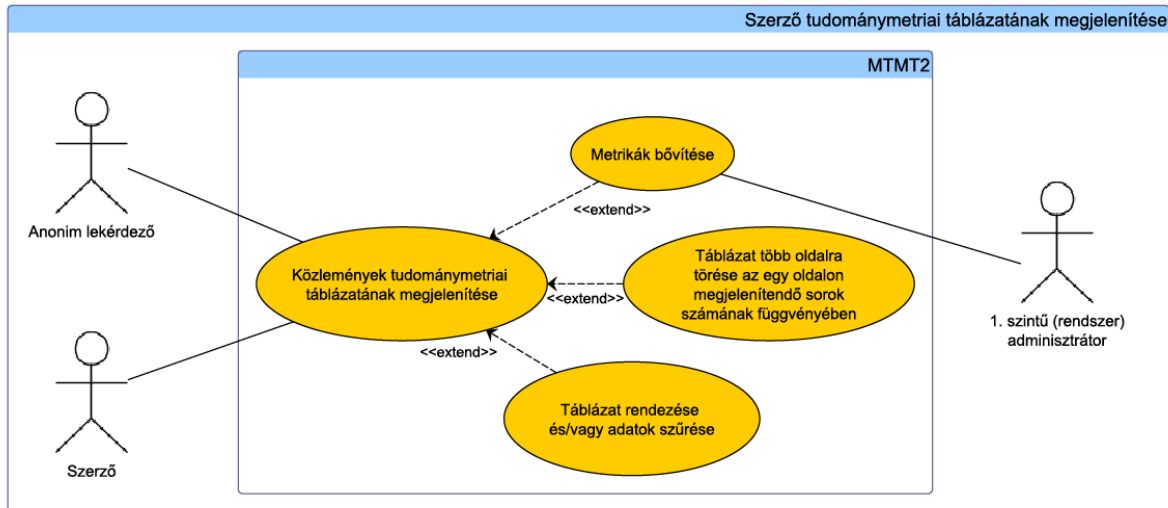 Szerző tudománymetriai táblázatának megjelenítése
MTMT2
Metrikák bővítése
<<extend>>
Anonim lekérdező
Közlemények tudománymetriai
táblázatának megjelenítése
<<extend>>
Táblázat több oldalra
törése az egy oldalon
megjelenítendő sorok
számának függvényében
1. szintű (rendszer)
adminisztrátor
<<extend>>
Táblázat rendezése
és/vagy adatok szűrése
Szerző